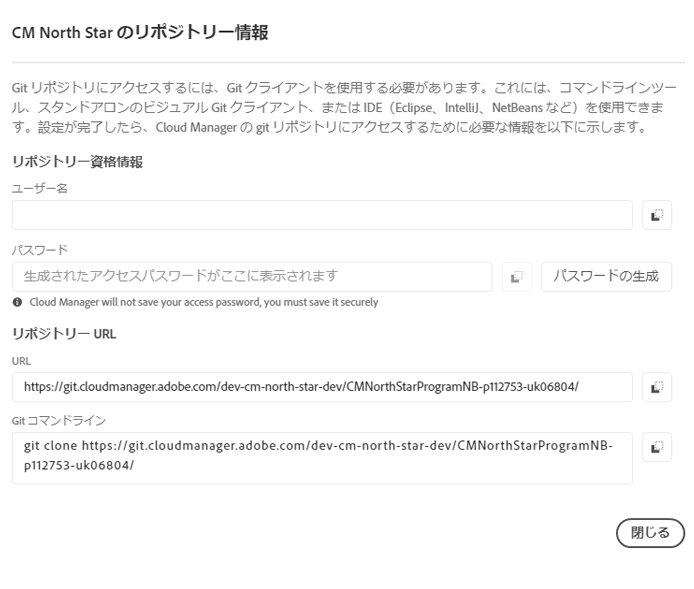 CM North Star のリポジトリー情報
Git リポジトリにアクセスするには、Git クライアントを使用する必要があります。これには、コマンドラインツー
ル、スタンドアロンのビジュアル Git クライアント、または IDE（Eclipse、IntelliJ、NetBeans など）を使用できま
す。設定が完了したら、Cloud Manager の git リポジトリにアクセスするために必要な情報を以下に示します。
リポジトリー資格情報
ユーザー名
パスワード
生成されたアクセスパスワードがここに表示されます
パスワードの生成
Cloud Manager will not save your access password, you must save it securely
リポジトリー URL
URL
https://git.cloudmanager.adobe.com/dev-cm-north-star-dev/CMNorthStarProgramNB-p112753-uk06804/
Git コマンドライン
git clone https://git.cloudmanager.adobe.com/dev-cm-north-star-dev/CMNorthStarProgramNB-
p112753-uk06804/
閉じる